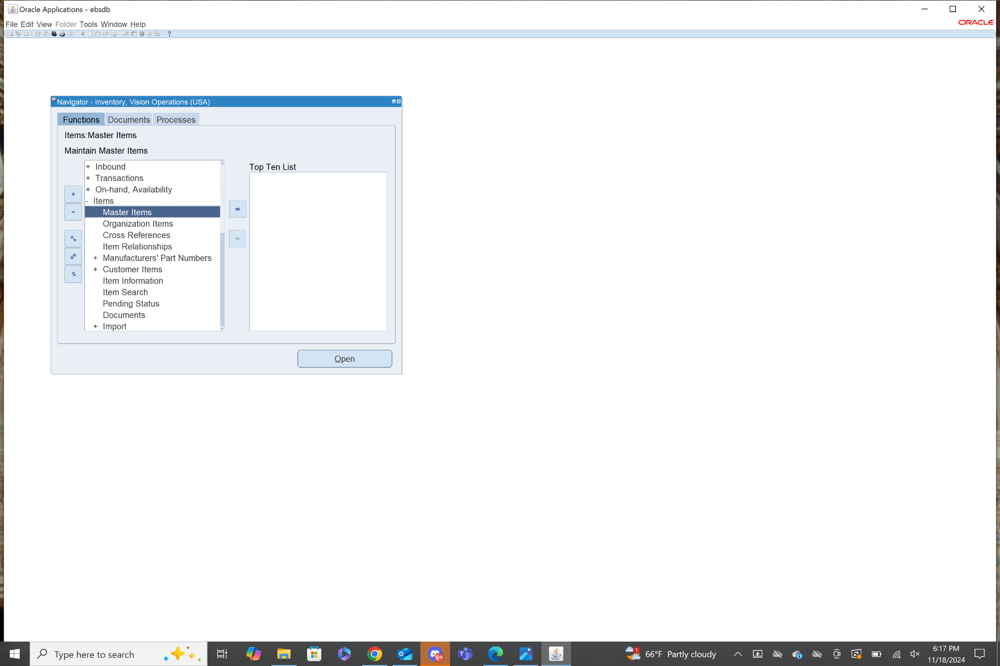 Oracle Applications - ebsdb
File Edit View Folder Tools Window Help
ORACLE
?
Navigator - Inventory, Vision Operations (USA)
Functions Documents Processes
Items:Master Items
Maintain Master Items
+ Inbound
+ Transactions
+ On-hand, Availability
- Items
Master Items
Organization Items
Cross References
Item Relationships
+ Manufacturers' Part Numbers
+ Customer Items
Item Information
Item Search
Pending Status
Documents
+ Import
Top Ten List
Open
Type here to search
9+
1
66°F Partly cloudy
6:17 PM
11/18/2024